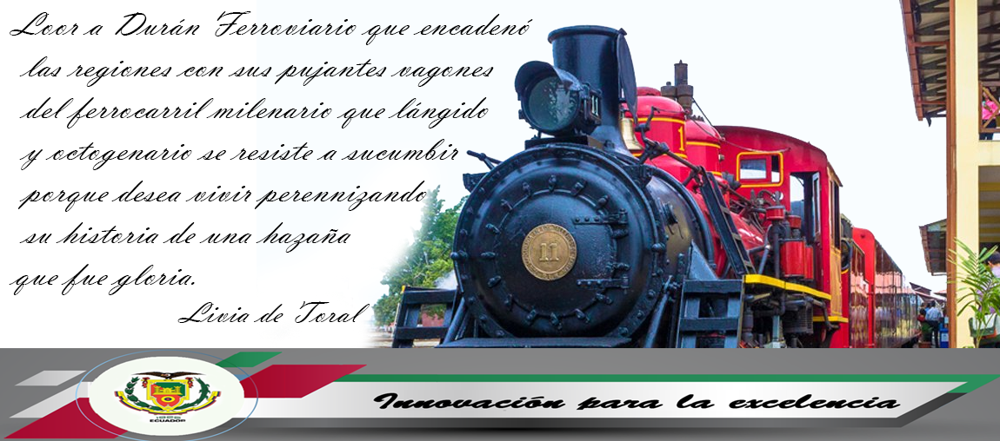 Loor a Durán Ferroviario que encadenó
las regiones con sus pujantes vagones
del ferrocarril milenario que lángido
y octogenario se resiste a sucumbir
porque desea vivir perennizando
su historia de una hazaña
que fue gloria.
Livia de Toral
11
ECUADOR
Innovación para la excelencia